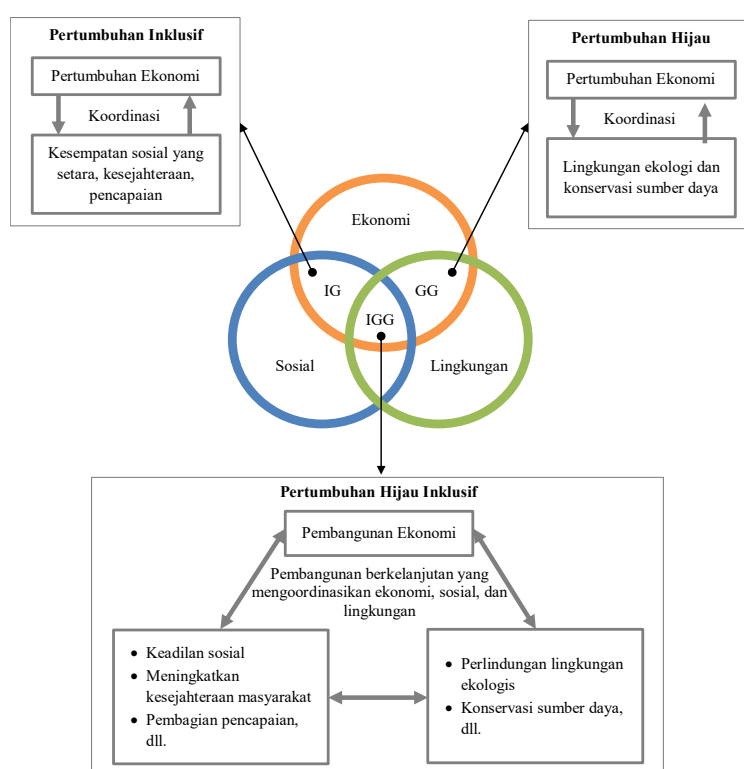 Pertumbuhan Inklusif
Pertumbuhan Ekonomi
Koordinasi
Kesempatan sosial yang
setara, kesejahteraan,
pencapaian
Pertumbuhan Hijau
Pertumbuhan Ekonomi
Koordinasi
Lingkungan ekologi dan
konservasi sumber daya
Ekonomi
IG
GG
IGG
Sosial
Lingkungan
Pertumbuhan Hijau Inklusif
Pembangunan Ekonomi
Pembangunan berkelanjutan yang
mengoordinasikan ekonomi, sosial, dan
lingkungan
• Keadilan sosial
• Meningkatkan
kesejahteraan masyarakat
• Pembagian pencapaian,
dll.
• Perlindungan lingkungan
ekologis
• Konservasi sumber daya,
dll.